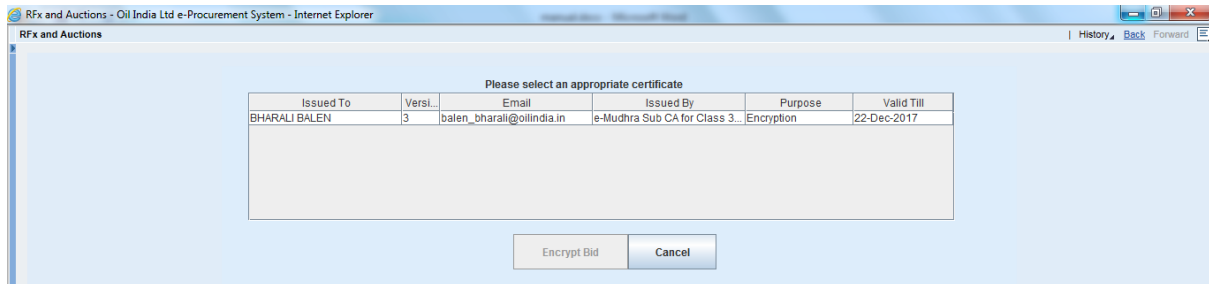 RFx and Auctions - Oil India Ltd e-Procurement System - Internet Explorer
RFx and Auctions | History Back Forward
Please select an appropriate certificate
Issued To Versi... Email Issued By Purpose Valid Till
BHARALI BALEN 3 balen_bharali@oilindia.in e-Mudhra Sub CA for Class 3... Encryption 22-Dec-2017
Encrypt Bid Cancel